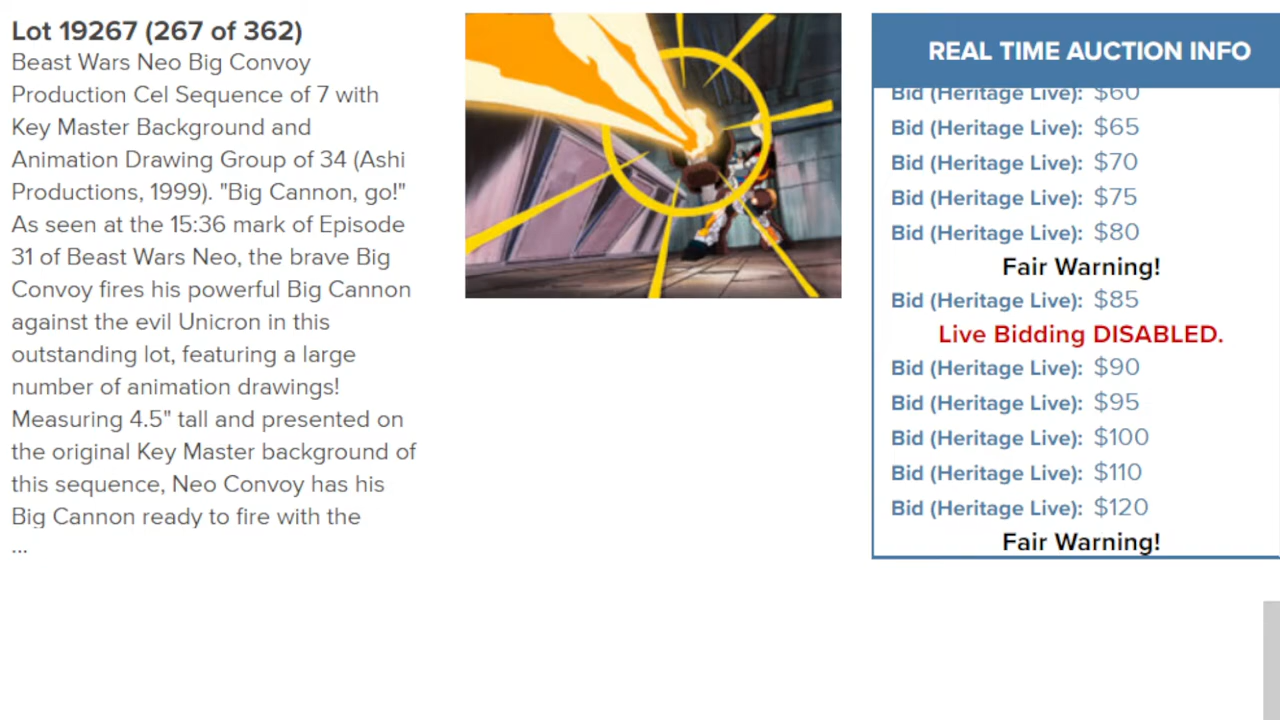 Lot 19267 (267 of 362)
Beast Wars Neo Big Convoy
Production Cel Sequence of 7 with
Key Master Background and
Animation Drawing Group of 34 (Ashi
Productions, 1999). "Big Cannon, go!"
As seen at the 15:36 mark of Episode
31 of Beast Wars Neo, the brave Big
Convoy fires his powerful Big Cannon
against the evil Unicron in this
outstanding lot, featuring a large
number of animation drawings!
Measuring 4.5" tall and presented on
the original Key Master background of
this sequence, Neo Convoy has his
Big Cannon ready to fire with the
...
REAL TIME AUCTION INFO
Bid (Heritage Live): $60
Bid (Heritage Live): $65
Bid (Heritage Live): $70
Bid (Heritage Live): $75
Bid (Heritage Live): $80
Fair Warning!
Bid (Heritage Live): $85
Live Bidding DISABLED.
Bid (Heritage Live): $90
Bid (Heritage Live): $95
Bid (Heritage Live): $100
Bid (Heritage Live): $110
Bid (Heritage Live): $120
Fair Warning!